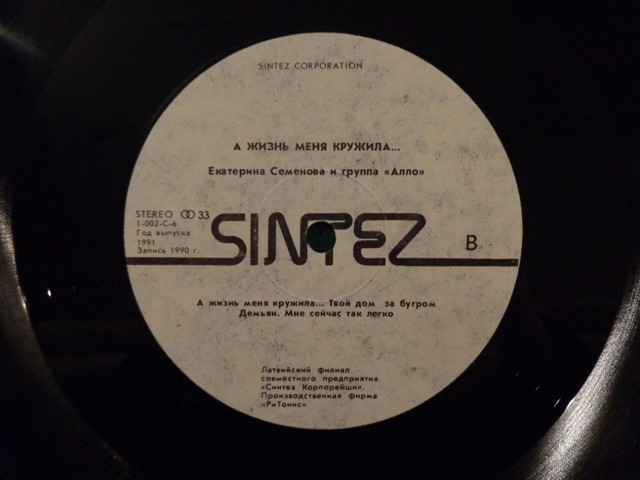 SINTEZ CORPORATION
А ЖИЗНЬ МЕНЯ КРУЖИЛА...
Екатерина Семенова и группа «Алло»
STEREO 33
1-002-С-6
Год выпуска
1991
Запись 1990 г.
SINTEZ
В
А жизнь меня кружила... Твой дом за бугром
Демьян. Мне сейчас так легко
Латвийский филиал
совместного предприятия
«Синтез Корпорейшн».
Производственная фирма
«РиТонис»